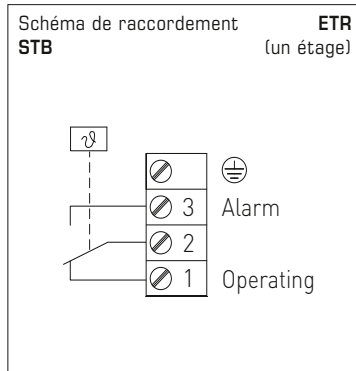 Schéma de raccordement ETR
STB (un étage)
ϑ
3 Alarm
2
1 Operating